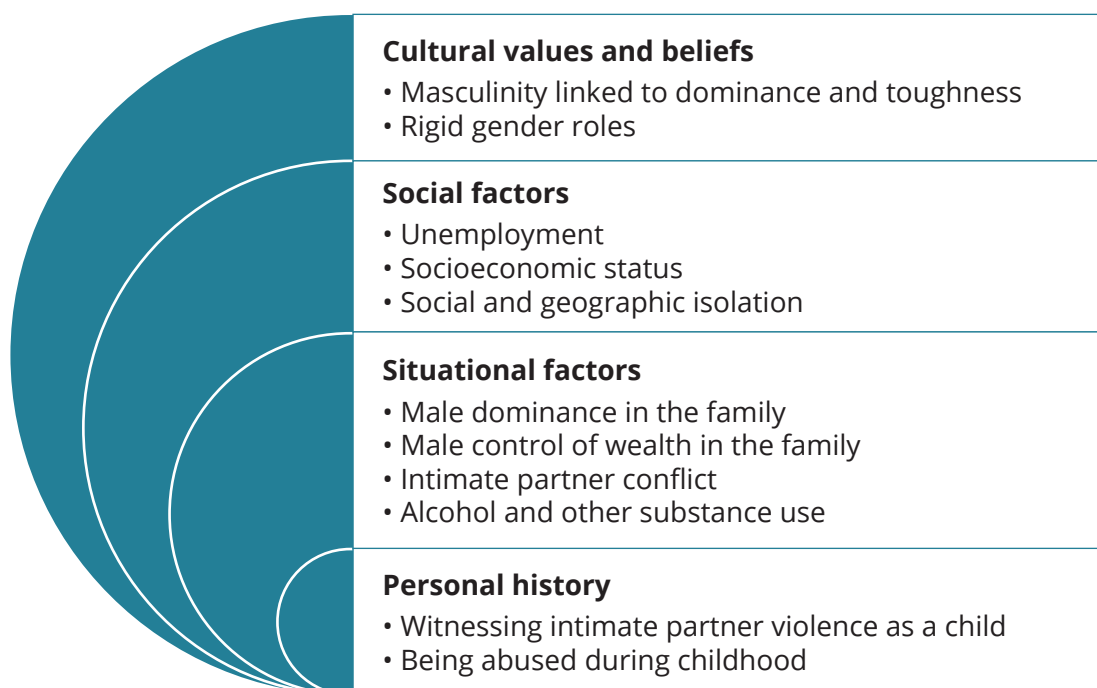 Cultural values and beliefs
• Masculinity linked to dominance and toughness
• Rigid gender roles
Social factors
• Unemployment
• Socioeconomic status
• Social and geographic isolation
Situational factors
• Male dominance in the family
• Male control of wealth in the family
• Intimate partner conflict
• Alcohol and other substance use
Personal history
• Witnessing intimate partner violence as a child
• Being abused during childhood